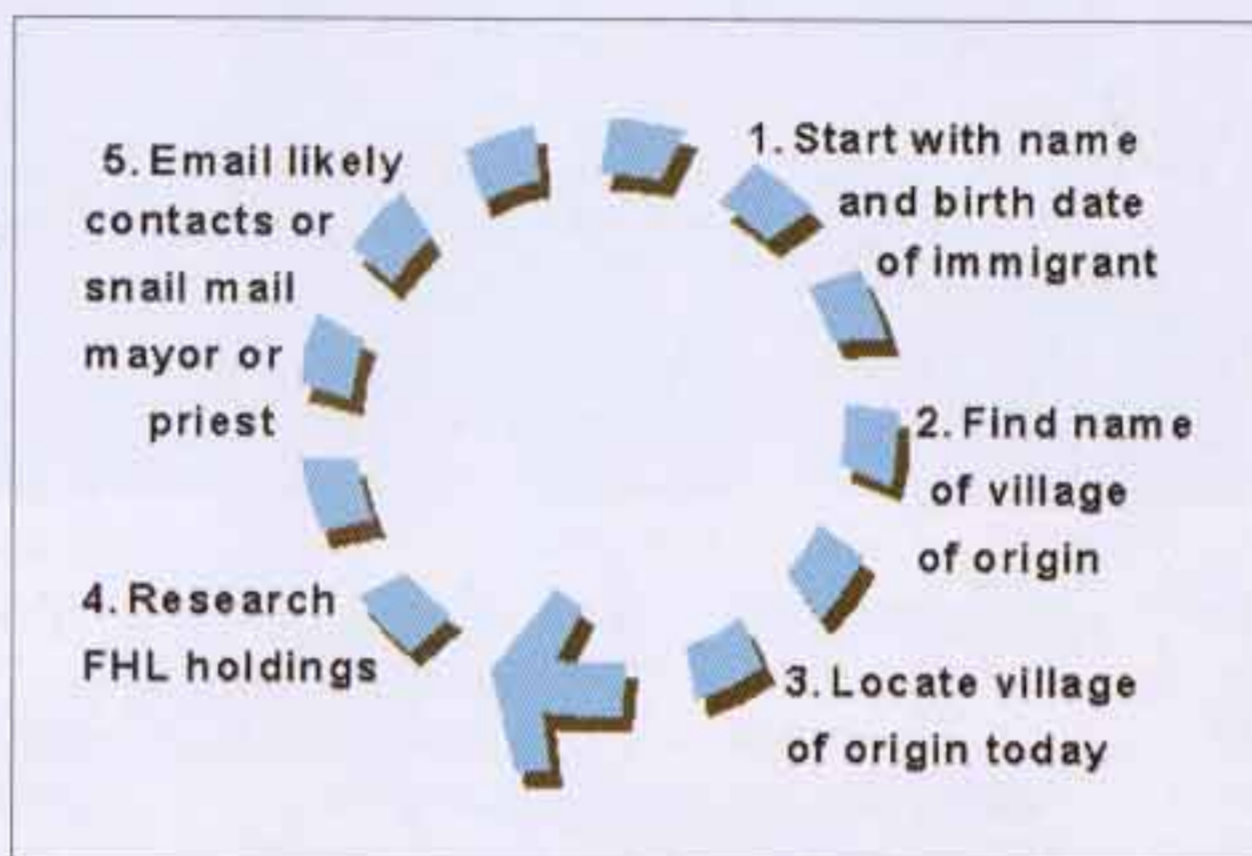 1. Start with name
and birth date
of immigrant
2. Find name
of village
of origin
3. Locate village
of origin today
4. Research
FHL holdings
5. Email likely
contacts or
snail mail
mayor or
priest